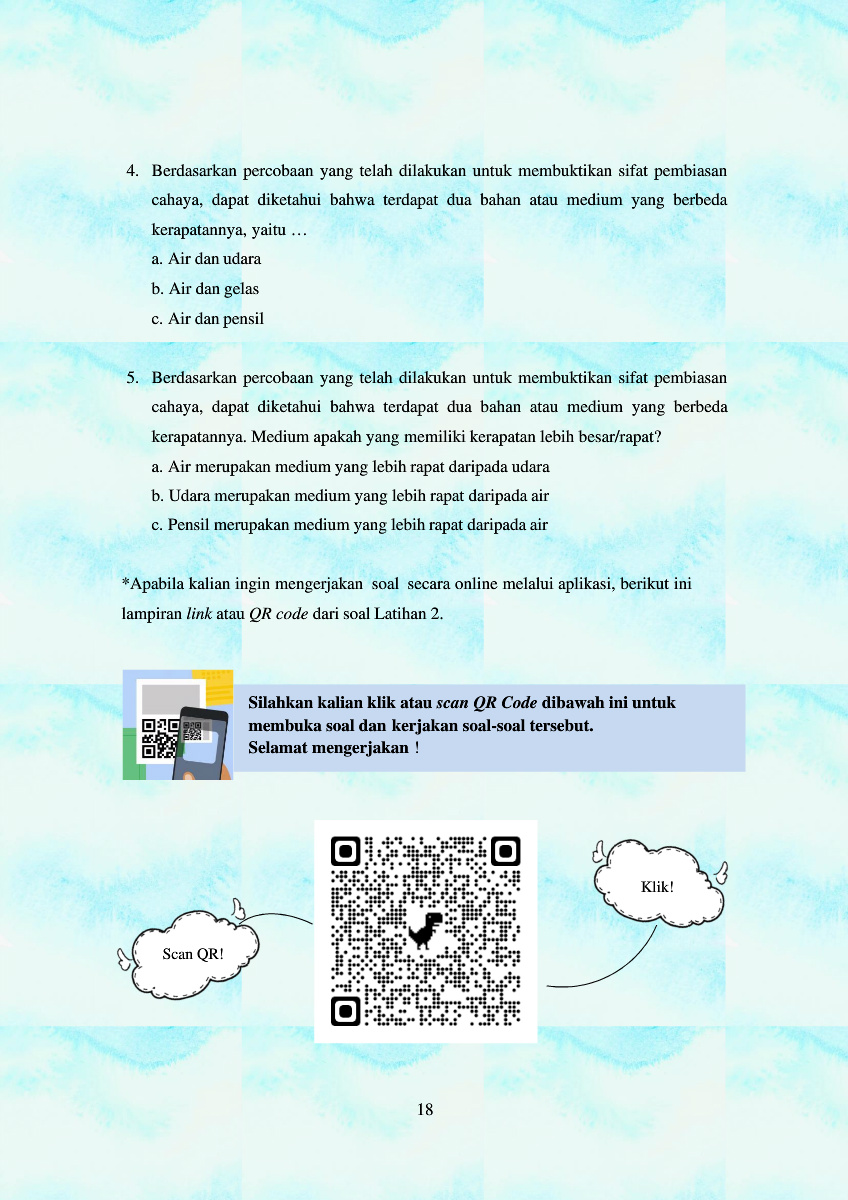 4. Berdasarkan percobaan yang telah dilakukan untuk membuktikan sifat pembiasan
cahaya, dapat diketahui bahwa terdapat dua bahan atau medium yang berbeda
kerapatannya, yaitu …
a. Air dan udara
b. Air dan gelas
c. Air dan pensil
5. Berdasarkan percobaan yang telah dilakukan untuk membuktikan sifat pembiasan
cahaya, dapat diketahui bahwa terdapat dua bahan atau medium yang berbeda
kerapatannya. Medium apakah yang memiliki kerapatan lebih besar/rapat?
a. Air merupakan medium yang lebih rapat daripada udara
b. Udara merupakan medium yang lebih rapat daripada air
c. Pensil merupakan medium yang lebih rapat daripada air
*Apabila kalian ingin mengerjakan soal secara online melalui aplikasi, berikut ini
lampiran link atau QR code dari soal Latihan 2.
Silahkan kalian klik atau scan QR Code dibawah ini untuk
membuka soal dan kerjakan soal-soal tersebut.
Selamat mengerjakan !
Klik!
Scan QR!
18